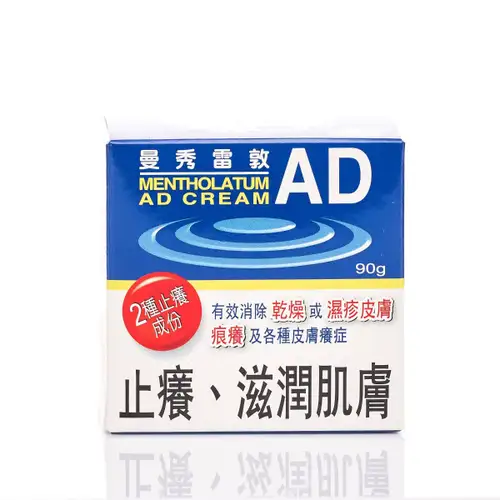 曼秀雷敦
MENTHOLATUM
AD CREAM
AD
90g
2種止癢
成份
有效消除 乾燥 或 濕疹皮膚
痕癢 及各種皮膚癢症
止癢、滋潤肌膚